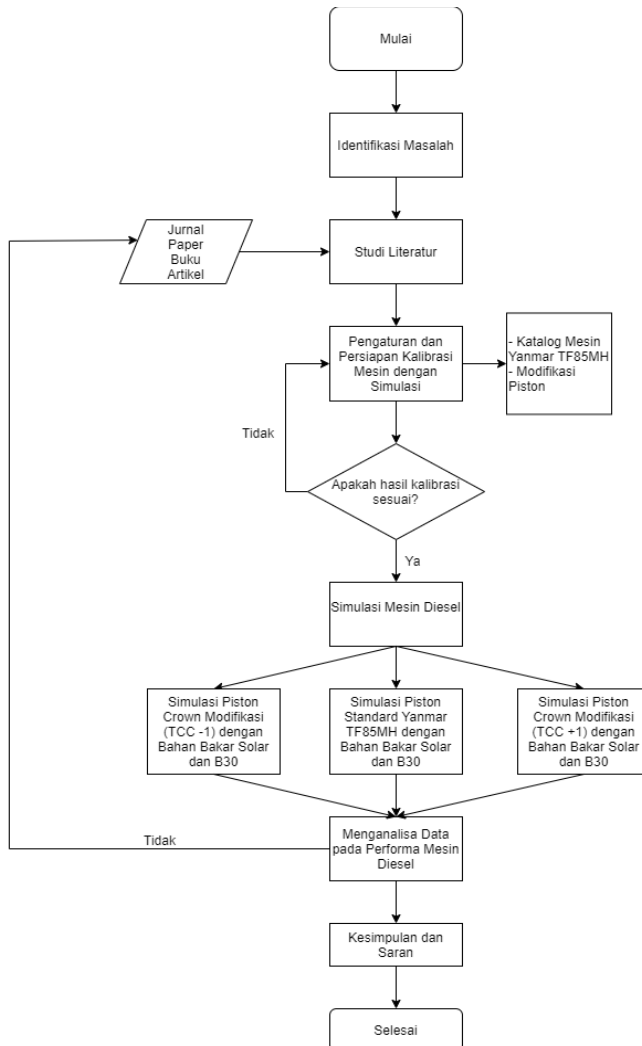 Mulai
Identifikasi Masalah
Jurnal
Paper
Buku
Artikel
Studi Literatur
Pengaturan dan
Persiapan Kalibrasi
Mesin dengan
Simulasi
- Katalog Mesin
Yanmar TF85MH
- Modifikasi
Piston
Tidak
Apakah hasil kalibrasi
sesuai?
Ya
Simulasi Mesin Diesel
Simulasi Piston
Crown Modifikasi
(TCC -1) dengan
Bahan Bakar Solar
dan B30
Simulasi Piston
Standard Yanmar
TF85MH dengan
Bahan Bakar Solar
dan B30
Simulasi Piston
Crown Modifikasi
(TCC +1) dengan
Bahan Bakar Solar
dan B30
Tidak
Menganalisa Data
pada Performa Mesin
Diesel
Kesimpulan dan
Saran
Selesai